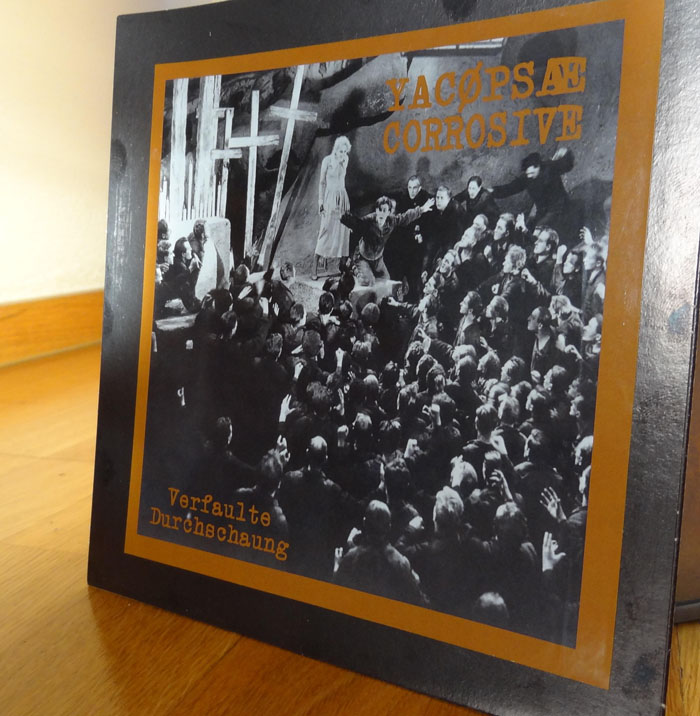 YACØPSÆ
CORROSIVE
Verfaulte
Durchschaung